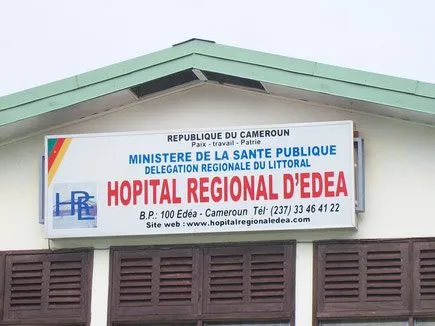 REPUBLIQUE DU CAMEROUN
Paix - travail - Patrie
MINISTERE DE LA SANTE PUBLIQUE
DELEGATION REGIONALE DU LITTORAL
HOPITAL REGIONAL D'EDEA
B.P.: 100 Edéa - Cameroun Tél: (237) 33 46 41 22
Site web : www.hopitalregionaledea.com